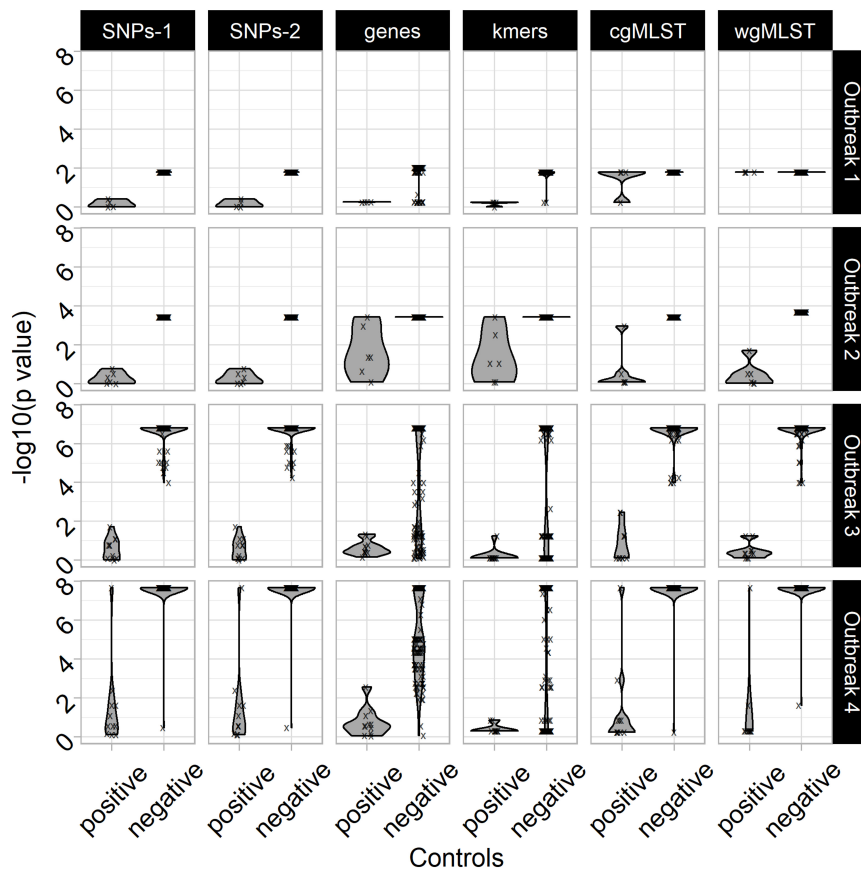 SNPs-1 SNPs-2 genes kmers cgMLST wgMLST
8
6
4
2
0
Outbreak 1
8
6
4
2
0
Outbreak 2
8
6
4
2
0
Outbreak 3
8
6
4
2
0
Outbreak 4
-log10(p value)
positive negative positive negative positive negative positive negative positive negative positive negative
Controls